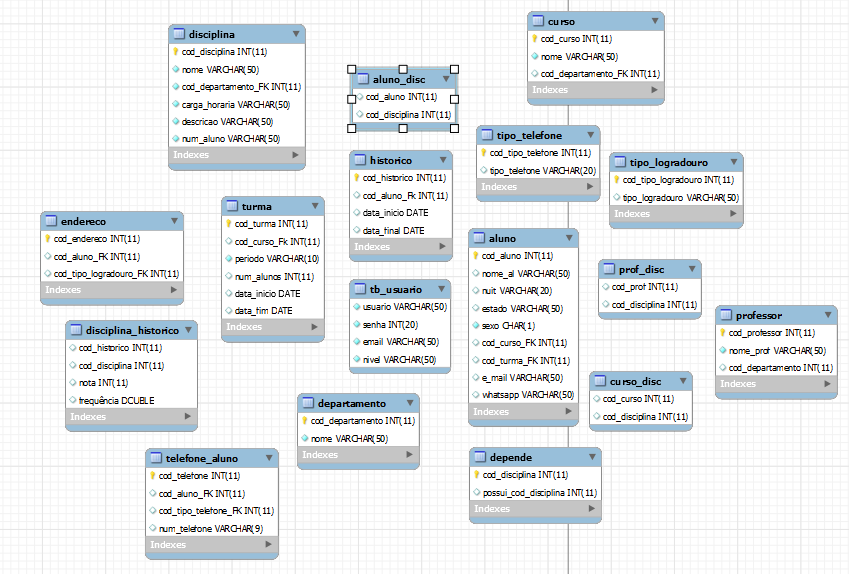 disciplina
cod_disciplina INT(11)
nome VARCHAR(50)
cod_departamento_FK INT(11)
carga_horaria VARCHAR(50)
descricao VARCHAR(50)
num_aluno VARCHAR(50)
Indexes
aluno_disc
cod_aluno INT(11)
cod_disciplina INT(11)
curso
cod_curso INT(11)
nome VARCHAR(50)
cod_departamento_FK INT(11)
Indexes
tipo_telefone
cod_tipo_telefone INT(11)
tipo_telefone VARCHAR(20)
Indexes
tipo_logradouro
cod_tipo_logradouro INT(11)
tipo_logradouro VARCHAR(50)
Indexes
historico
cod_historico INT(11)
cod_aluno_Fk INT(11)
data_inicio DATE
data_final DATE
Indexes
turma
cod_turma INT(11)
cod_curso_Fk INT(11)
periodo VARCHAR(10)
num_alunos INT(11)
data_inicio DATE
data_fim DATE
Indexes
endereco
cod_endereco INT(11)
cod_aluno_FK INT(11)
cod_tipo_logradouro_FK INT(11)
Indexes
aluno
cod_aluno INT(11)
nome_al VARCHAR(50)
nuit VARCHAR(20)
estado VARCHAR(50)
sexo CHAR(1)
cod_curso_FK INT(11)
cod_turma_FK INT(11)
e_mail VARCHAR(50)
whatsapp VARCHAR(50)
Indexes
prof_disc
cod_prof INT(11)
cod_disciplina INT(11)
tb_usuario
usuario VARCHAR(50)
senha INT(20)
email VARCHAR(50)
nivel VARCHAR(50)
professor
cod_professor INT(11)
nome_prof VARCHAR(50)
cod_departamento INT(11)
Indexes
disciplina_historico
cod_historico INT(11)
cod_disciplina INT(11)
nota INT(11)
frequência DOUBLE
Indexes
curso_disc
cod_curso INT(11)
cod_disciplina INT(11)
departamento
cod_departamento INT(11)
nome VARCHAR(50)
Indexes
telefone_aluno
cod_telefone INT(11)
cod_aluno_FK INT(11)
cod_tipo_telefone_FK INT(11)
num_telefone VARCHAR(9)
Indexes
depende
cod_disciplina INT(11)
possui_cod_disciplina INT(11)
Indexes